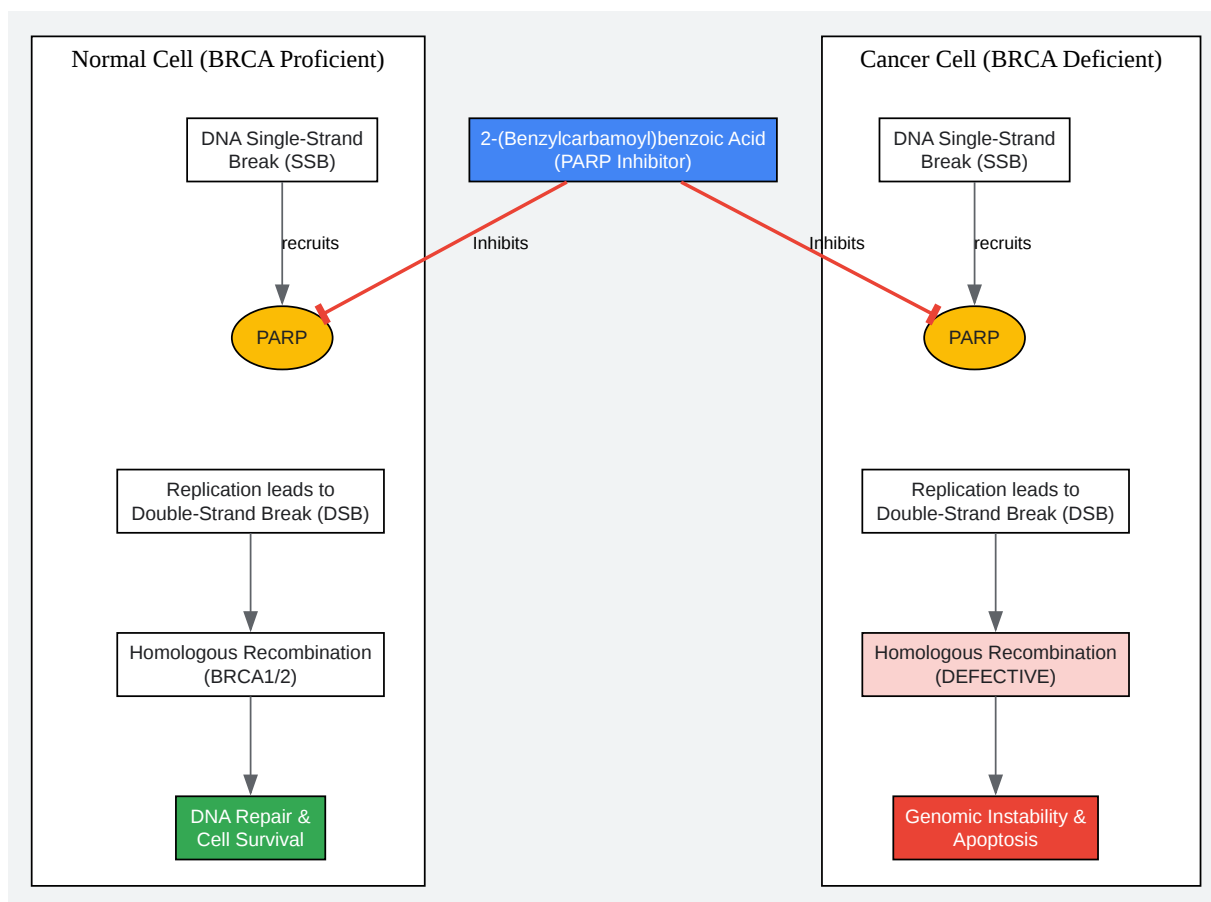 Normal Cell (BRCA Proficient)
DNA Single-Strand
Break (SSB)
recruits
PARP
Replication leads to
Double-Strand Break (DSB)
Homologous Recombination
(BRCA1/2)
DNA Repair &
Cell Survival
2-(Benzylcarbamoyl)benzoic Acid
(PARP Inhibitor)
Inhibits
Inhibits
Cancer Cell (BRCA Deficient)
DNA Single-Strand
Break (SSB)
recruits
PARP
Replication leads to
Double-Strand Break (DSB)
Homologous Recombination
(DEFECTIVE)
Genomic Instability &
Apoptosis